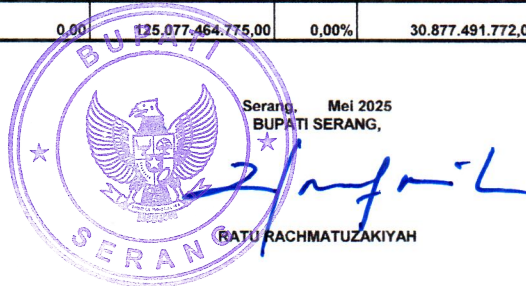 0,00 125.077.464.775,00 0,00% 30.877.491.772,0
BUPATI
Serang, Mei 2025
BUPATI SERANG,
RATU RACHMATUZAKIYAH
SERANG